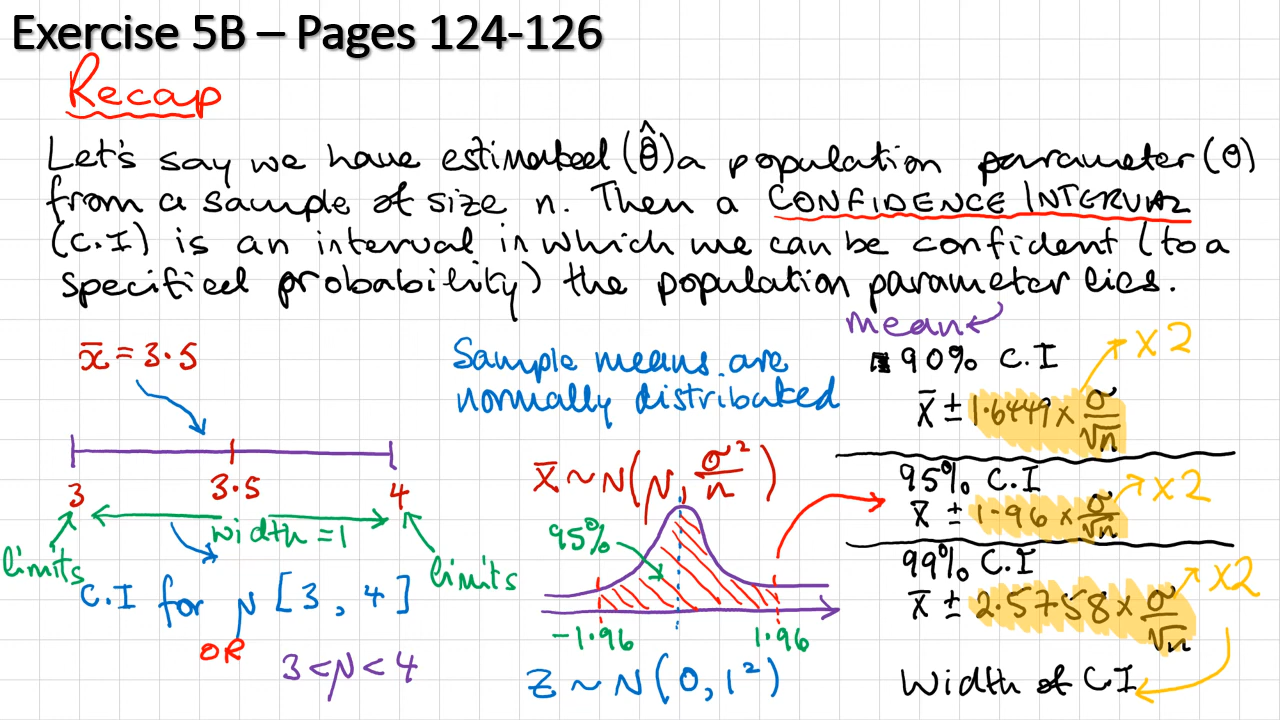 Exercise 5B – Pages 124-126
Recap
Let's say we have estimated (θ̂) a population parameter (θ)
from a sample of size n. Then a CONFIDENCE INTERVAL
(C.I) is an interval in which we can be confident (to a
specified probability) the population parameter lies.
mean
x̄ = 3.5
3
3.5
4
width = 1
limits
limits
C.I for μ [3, 4]
OR
3 < μ < 4
Sample means are
normally distributed
X̄ ~ N(μ, σ²/n)
95%
-1.96
1.96
Z ~ N(0, 1²)
90% C.I
x2
X̄ ± 1.6449 × σ/√n
95% C.I
x2
X̄ ± 1.96 × σ/√n
99% C.I
x2
X̄ ± 2.5758 × σ/√n
Width of C.I